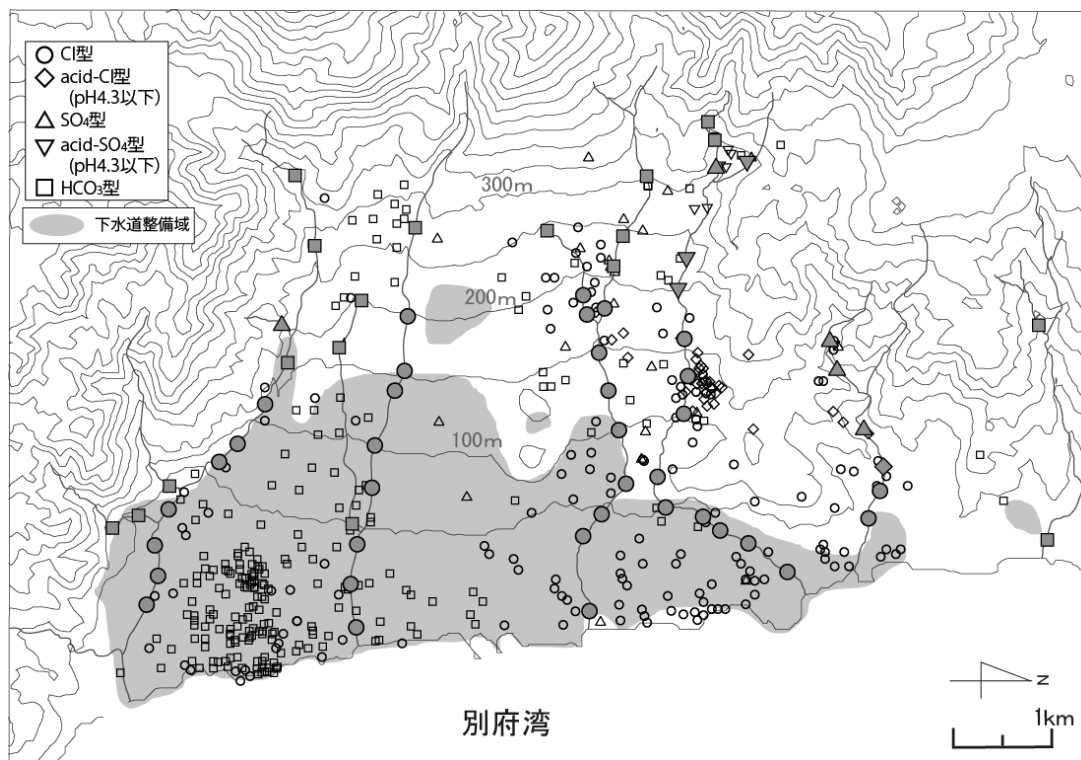 Cl型
acid-Cl型
(pH4.3以下)
SO₄型
acid-SO₄型
(pH4.3以下)
HCO₃型
下水道整備域
300m
200m
100m
別府湾
N
1km